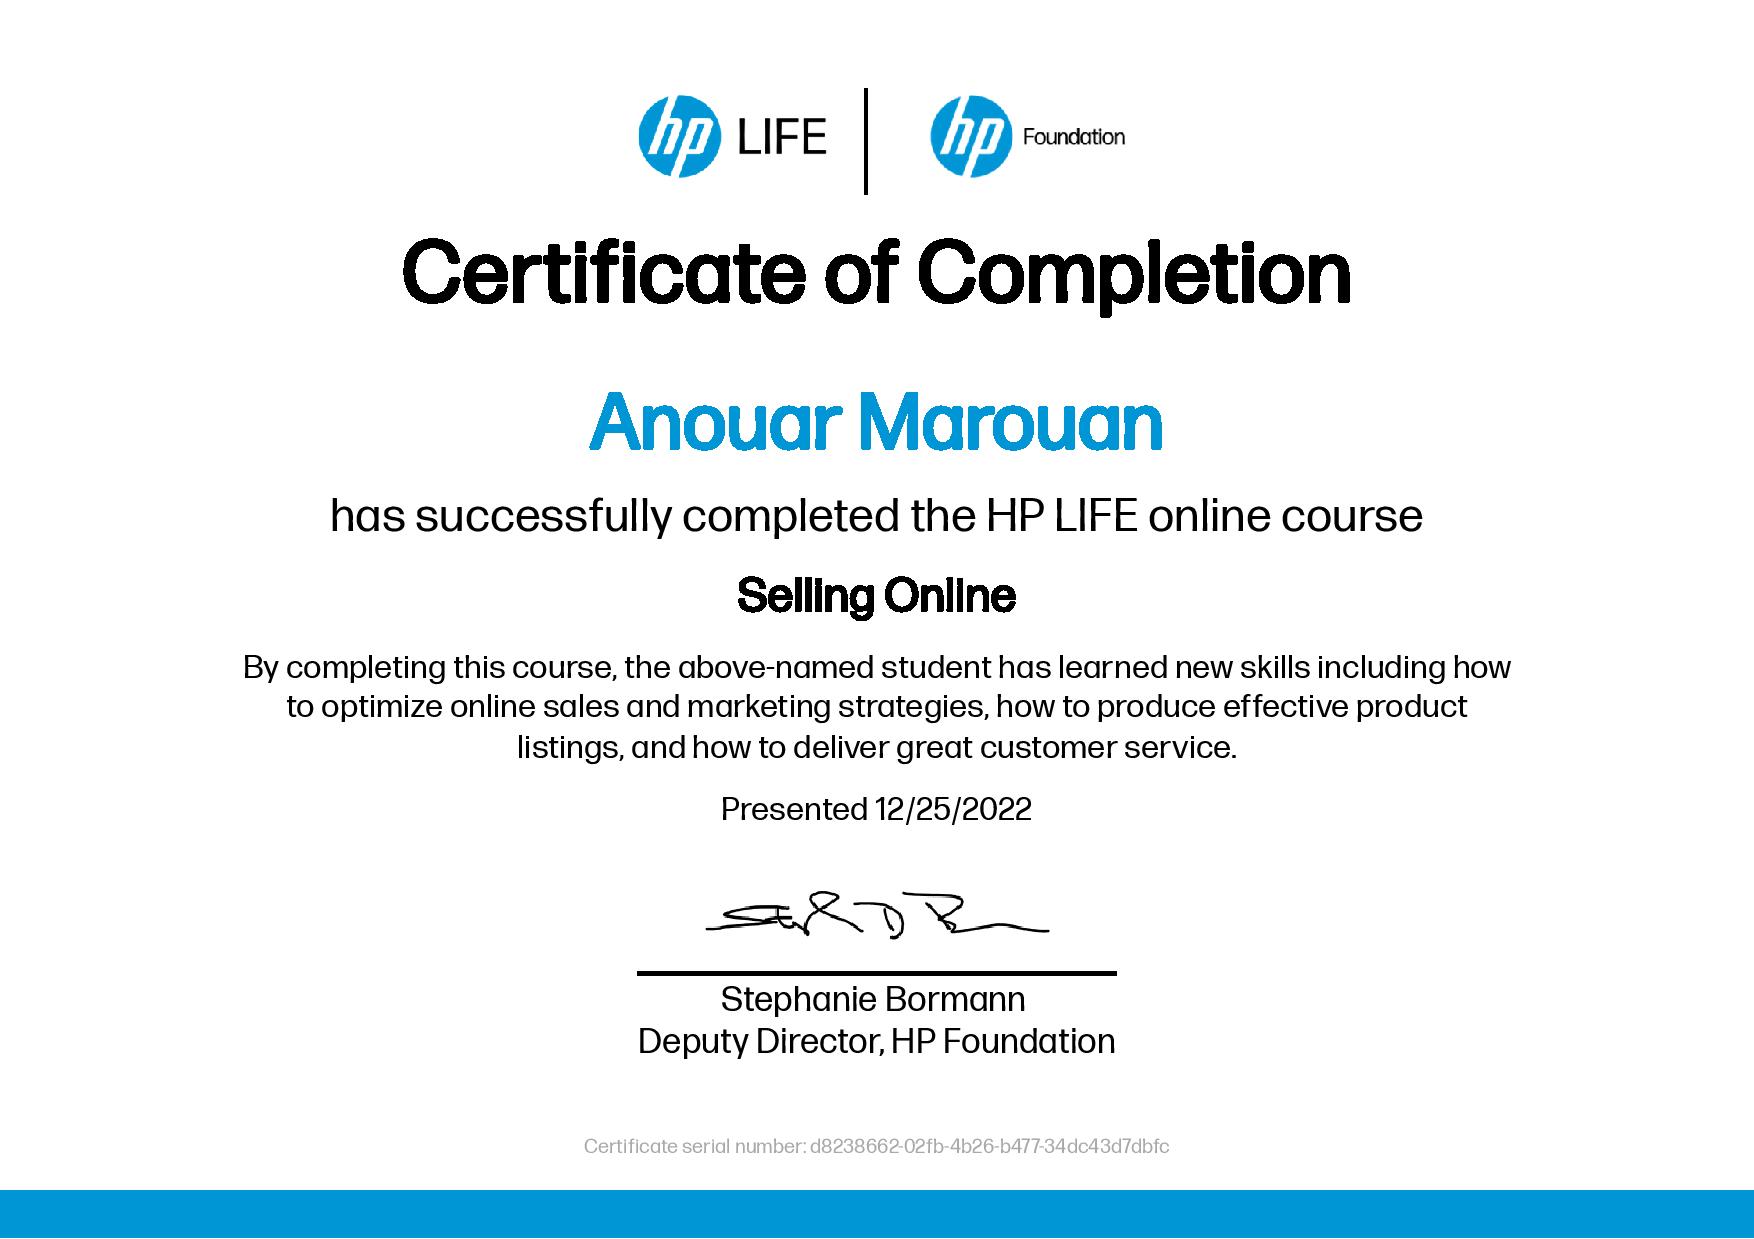 hp LIFE hp Foundation
Certificate of Completion
Anouar Marouan
has successfully completed the HP LIFE online course
Selling Online
By completing this course, the above-named student has learned new skills including how
to optimize online sales and marketing strategies, how to produce effective product
listings, and how to deliver great customer service.
Presented 12/25/2022
Stephanie Bormann
Deputy Director, HP Foundation
Certificate serial number: d8238662-02fb-4b26-b477-34dc43d7dbfc